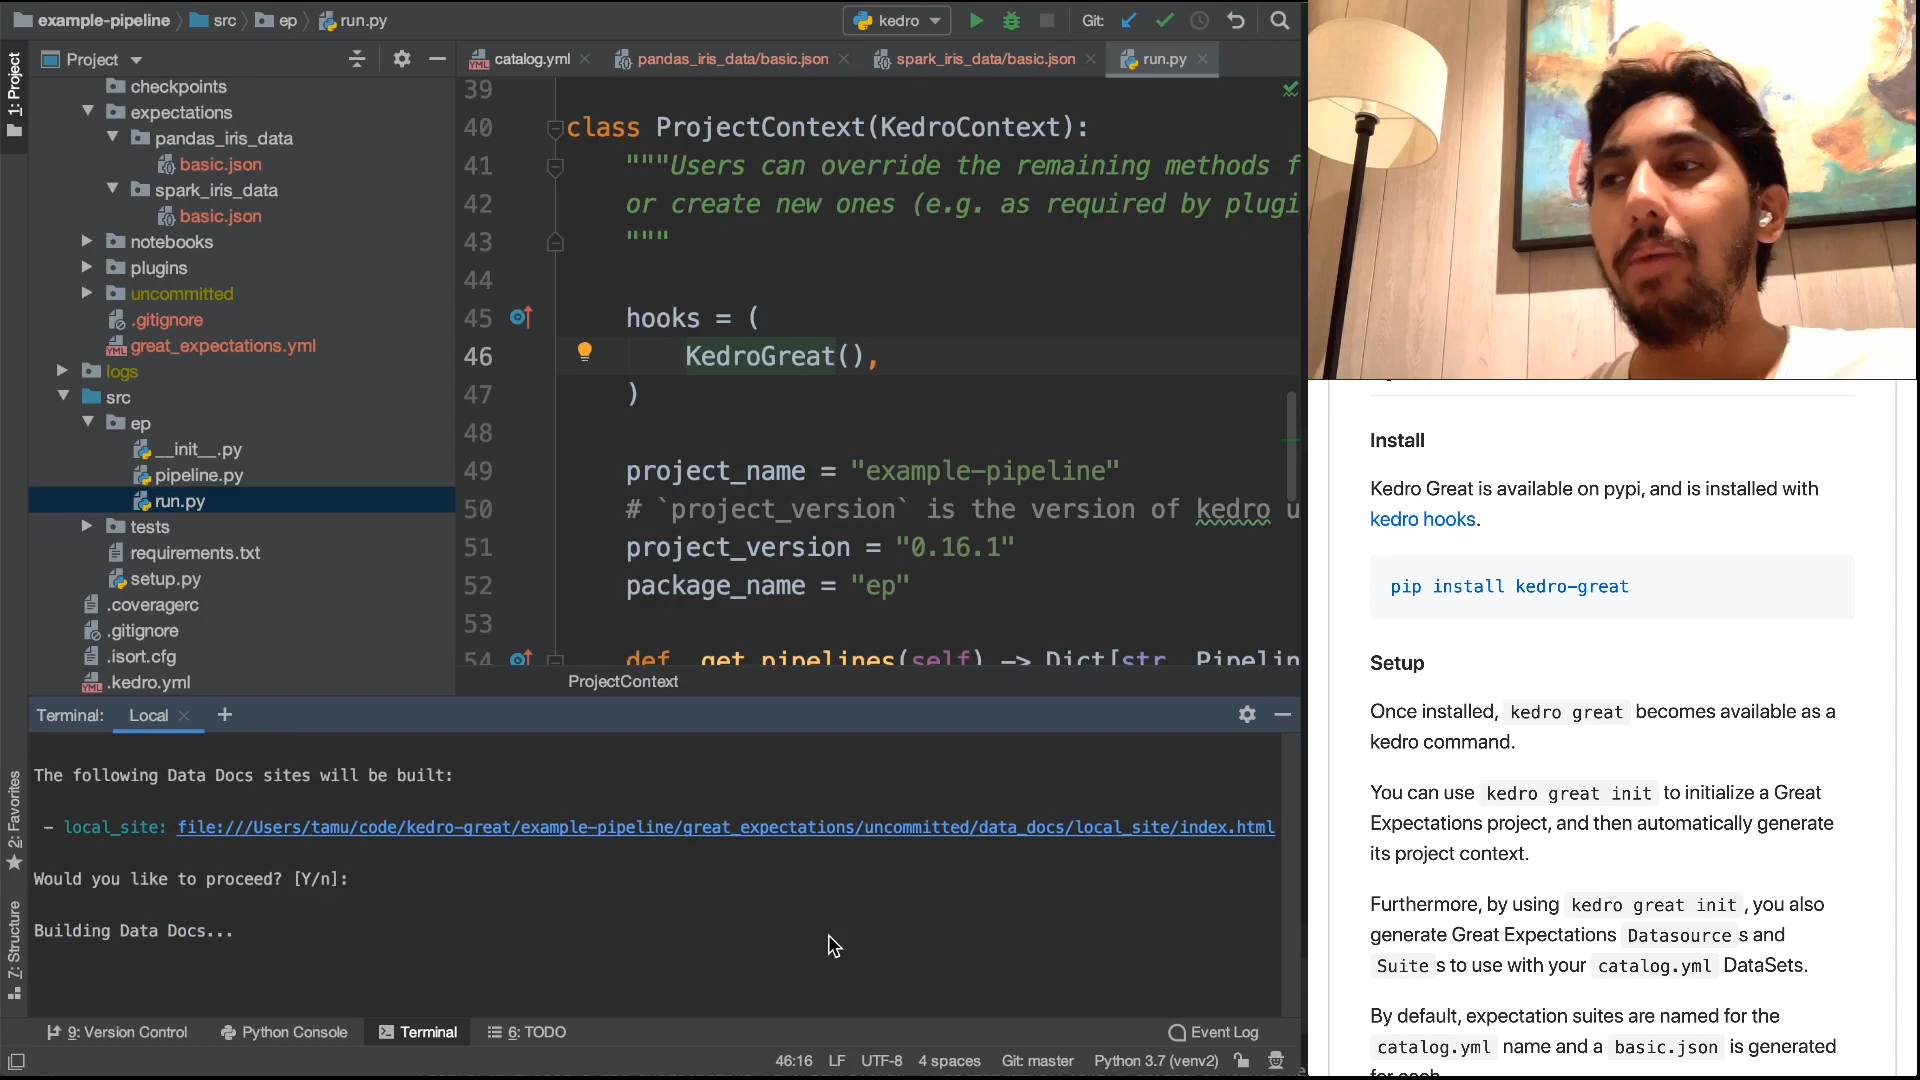 example-pipeline src ep run.py
kedro Git:
1: Project
Project
checkpoints
expectations
pandas_iris_data
basic.json
spark_iris_data
basic.json
notebooks
plugins
uncommitted
.gitignore
great_expectations.yml
logs
src
ep
__init__.py
pipeline.py
run.py
tests
requirements.txt
setup.py
.coveragerc
.gitignore
.isort.cfg
.kedro.yml
catalog.yml pandas_iris_data/basic.json spark_iris_data/basic.json run.py
39
40 class ProjectContext(KedroContext):
41 """Users can override the remaining methods f
42 or create new ones (e.g. as required by plugi
43 """
44
45 hooks = (
46 KedroGreat(),
47 )
48
49 project_name = "example-pipeline"
50 # `project_version` is the version of kedro u
51 project_version = "0.16.1"
52 package_name = "ep"
53
54 def _get_pipelines(self) -> Dict[str, Pipelin
ProjectContext
Terminal: Local
The following Data Docs sites will be built:
- local_site: file:///Users/tamu/code/kedro-great/example-pipeline/great_expectations/uncommitted/data_docs/local_site/index.html
Would you like to proceed? [Y/n]:
Building Data Docs...
2: Favorites
7: Structure
9: Version Control Python Console Terminal 6: TODO Event Log
46:16 LF UTF-8 4 spaces Git: master Python 3.7 (venv2)
Install
Kedro Great is available on pypi, and is installed with
kedro hooks.
pip install kedro-great
Setup
Once installed, kedro great becomes available as a
kedro command.
You can use kedro great init to initialize a Great
Expectations project, and then automatically generate
its project context.
Furthermore, by using kedro great init , you also
generate Great Expectations Datasource s and
Suite s to use with your catalog.yml DataSets.
By default, expectation suites are named for the
catalog.yml name and a basic.json is generated
for each